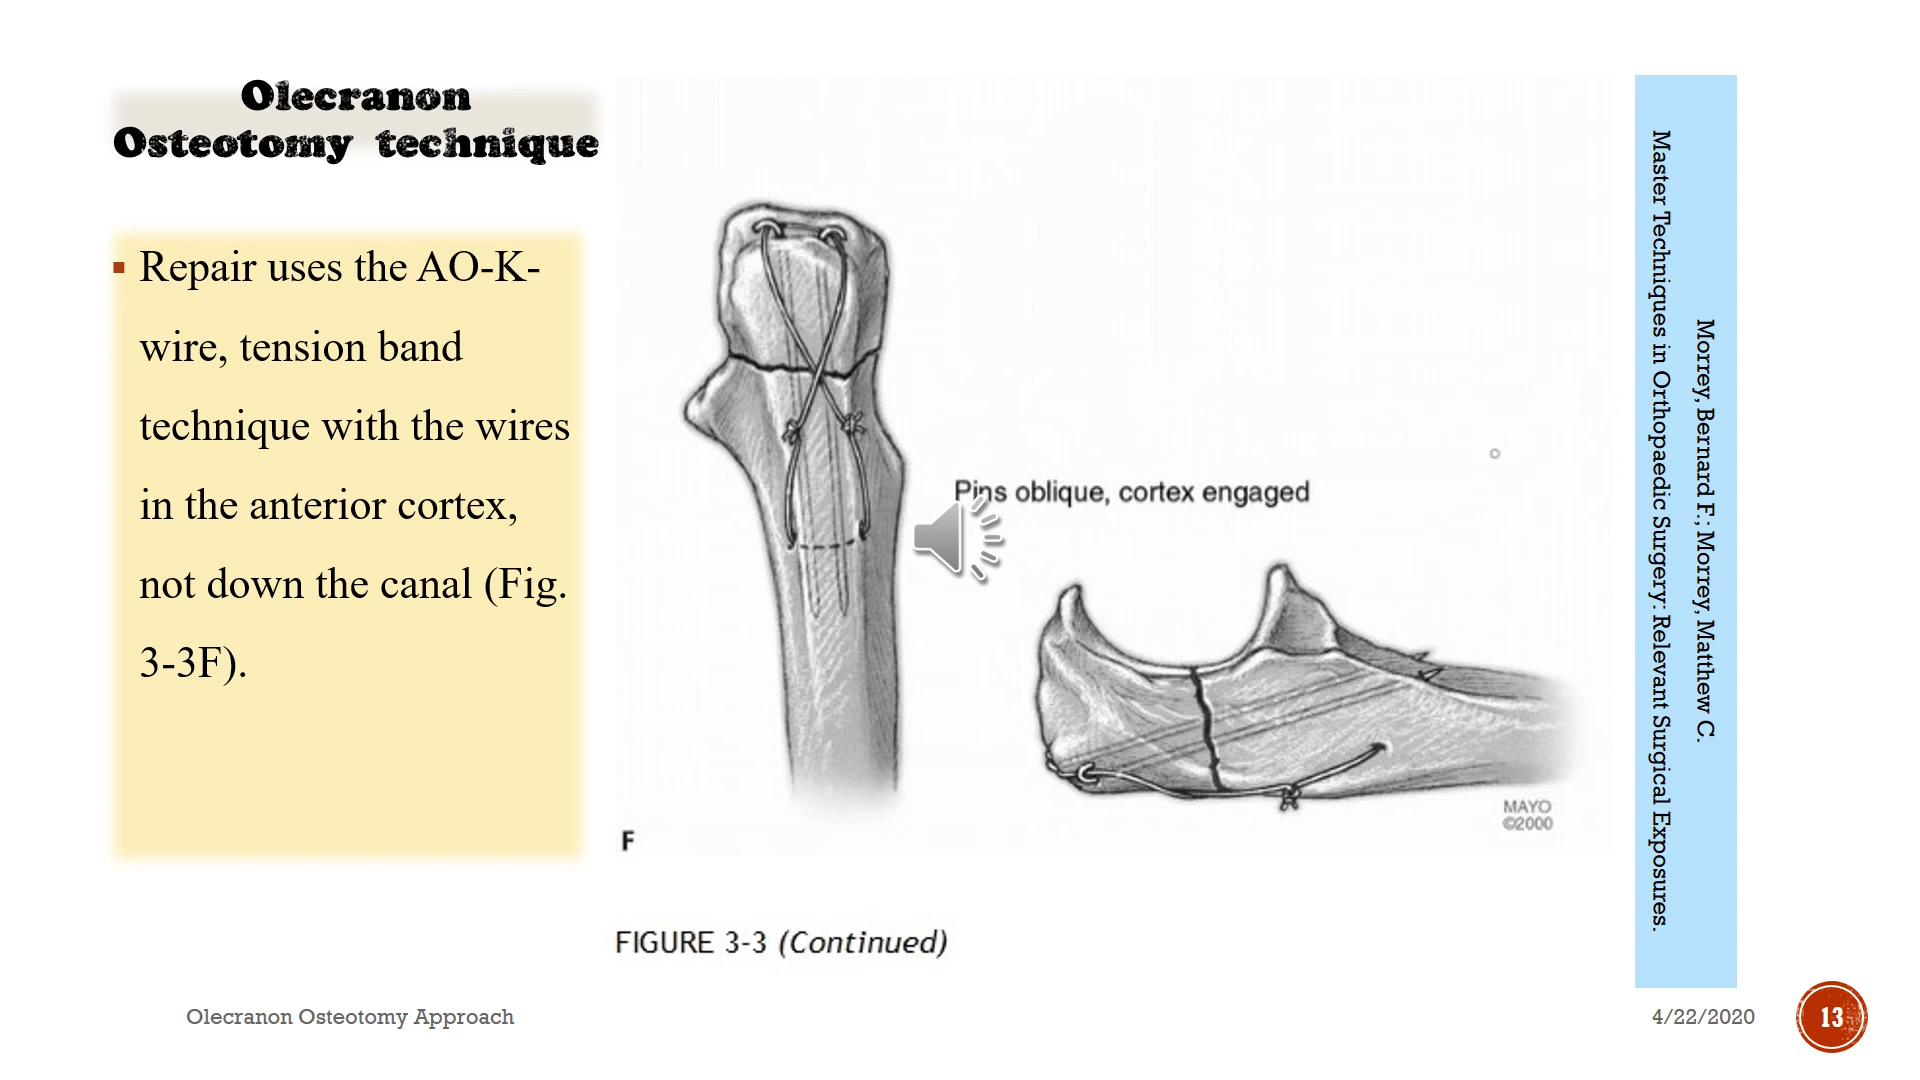 Olecranon
Osteotomy technique
▪ Repair uses the AO-K-
wire, tension band
technique with the wires
in the anterior cortex,
not down the canal (Fig.
3-3F).
Pins oblique, cortex engaged
MAYO
©2000
F
FIGURE 3-3 (Continued)
Morrey, Bernard F.; Morrey, Matthew C.
Master Techniques in Orthopaedic Surgery: Relevant Surgical Exposures.
Olecranon Osteotomy Approach
4/22/2020
13